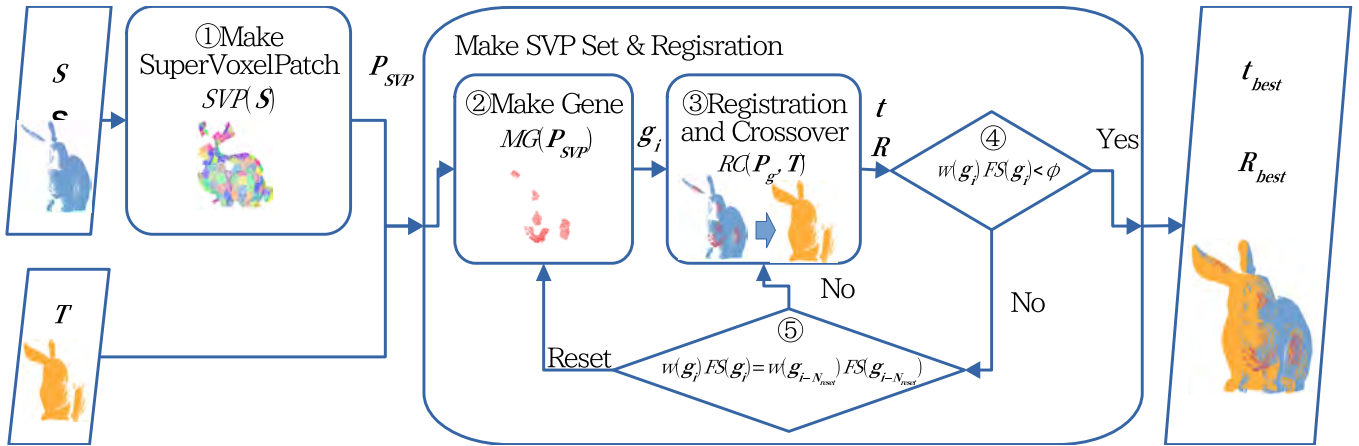 S
S
①Make
SuperVoxelPatch
SVP(S)
P_SVP
T
Make SVP Set & Regisration
②Make Gene
MG(P_SVP)
g_i
③Registration
and Crossover
RC(P_g, T)
t
R
④
w(g_i) FS(g_i) < ϕ
Yes
No
⑤
w(g_i) FS(g_i) = w(g_{i−N_reset}) FS(g_{i−N_reset})
No
Reset
t_best
R_best